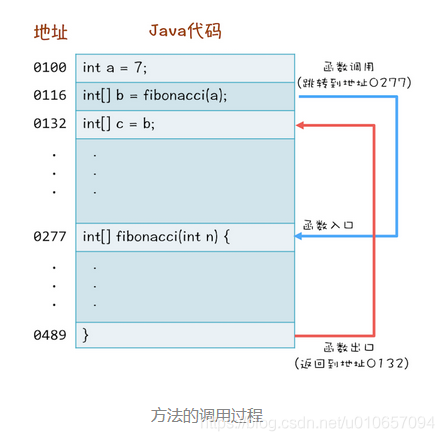 地址 Java代码
0100 int a = 7;
0116 int[] b = fibonacci(a);
0132 int[] c = b;
函数调用
(跳转到地址0277)
. .
. .
. .
函数入口
0277 int[] fibonacci(int n) {
. .
. .
. .
0489 }
函数出口
(返回到地址0132)
方法的调用过程
https://blog.csdn.net/u010657094